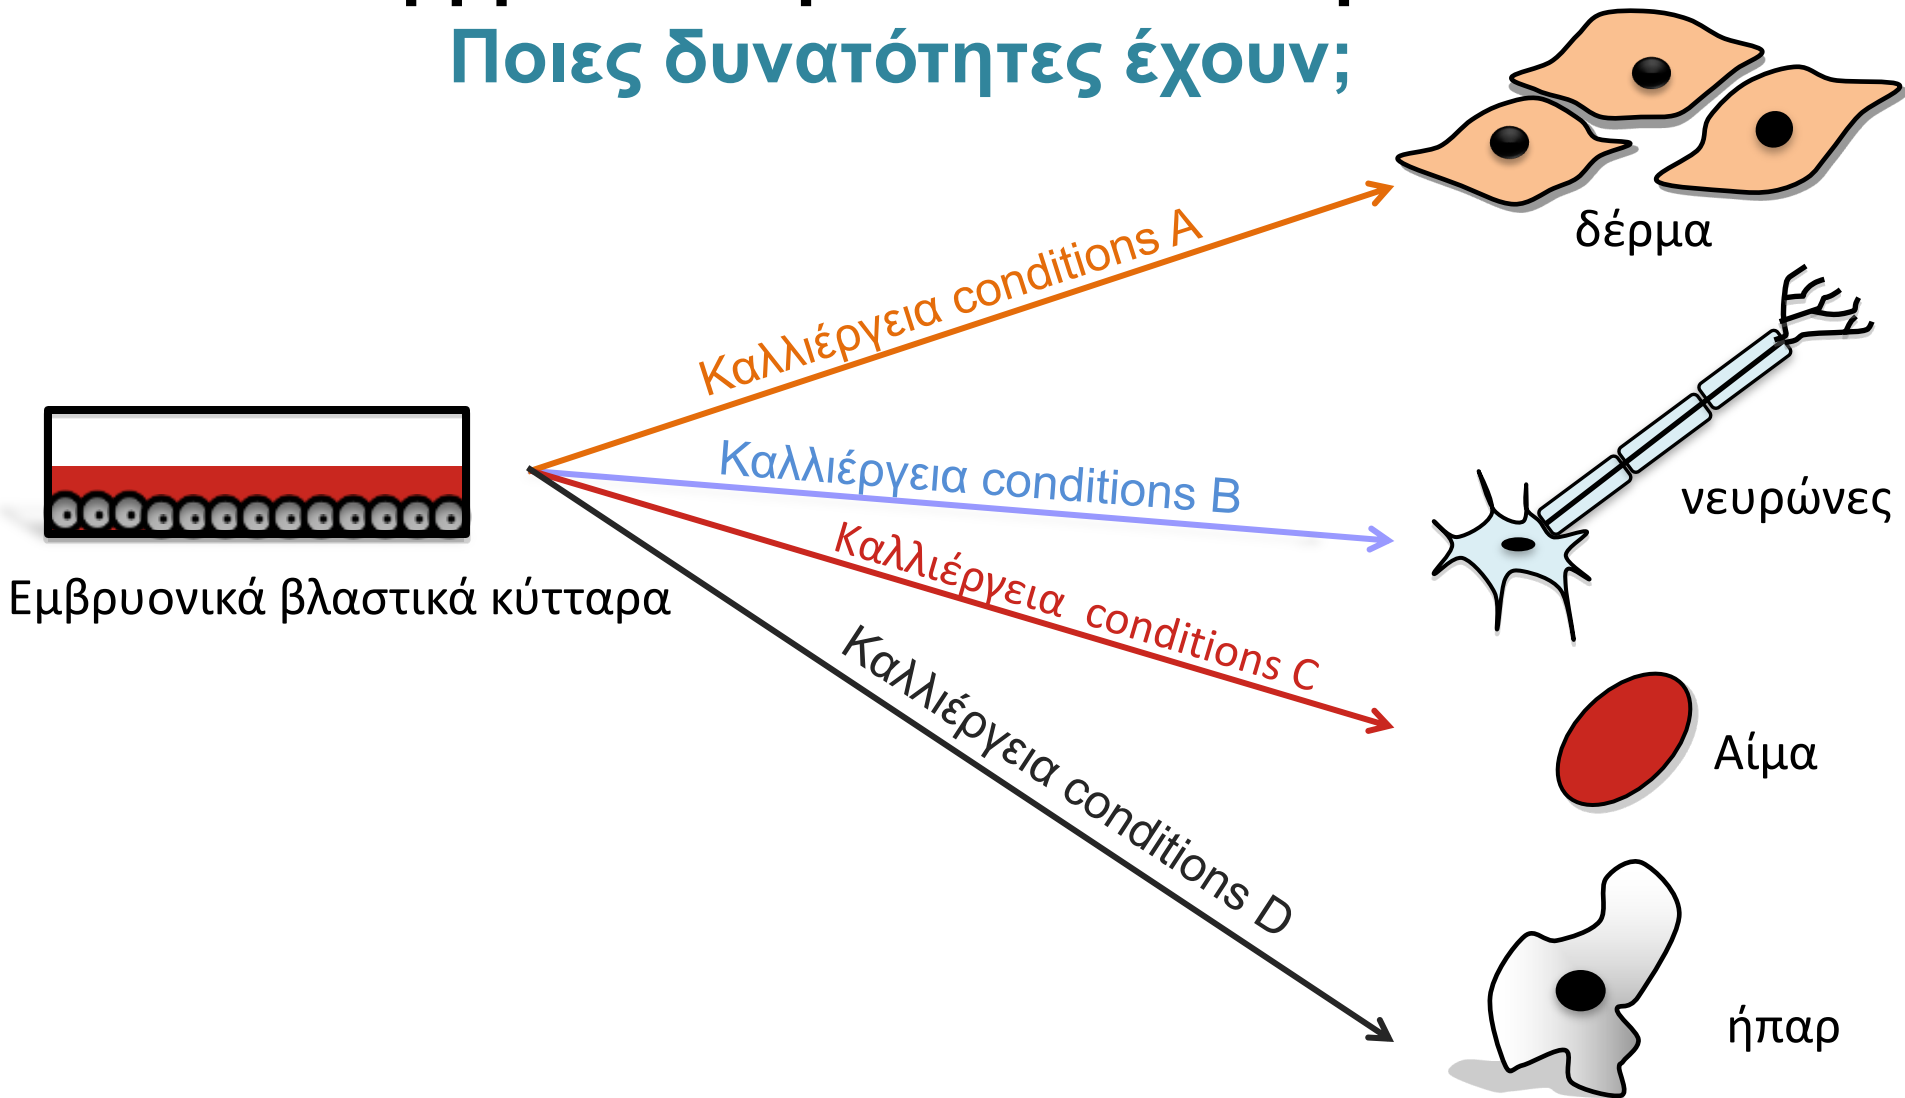 Ποιες δυνατότητες έχουν;
δέρμα
Καλλιέργεια conditions A
Καλλιέργεια conditions B
νευρώνες
Καλλιέργεια conditions C
Εμβρυονικά βλαστικά κύτταρα
Καλλιέργεια conditions D
Αίμα
ήπαρ